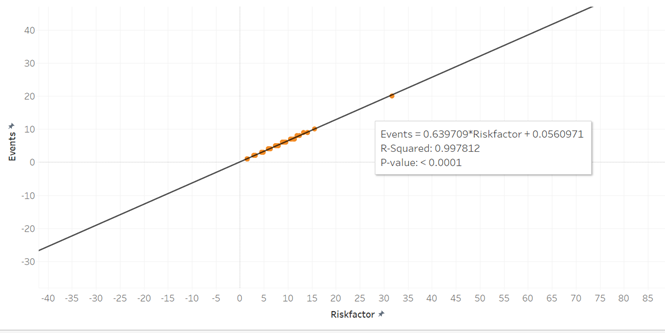 40
30
20
10
0
-10
-20
-30
Events
Events = 0.639709*Riskfactor + 0.0560971
R-Squared: 0.997812
P-value: < 0.0001
-40 -35 -30 -25 -20 -15 -10 -5 0 5 10 15 20 25 30 35 40 45 50 55 60 65 70 75 80 85
Riskfactor